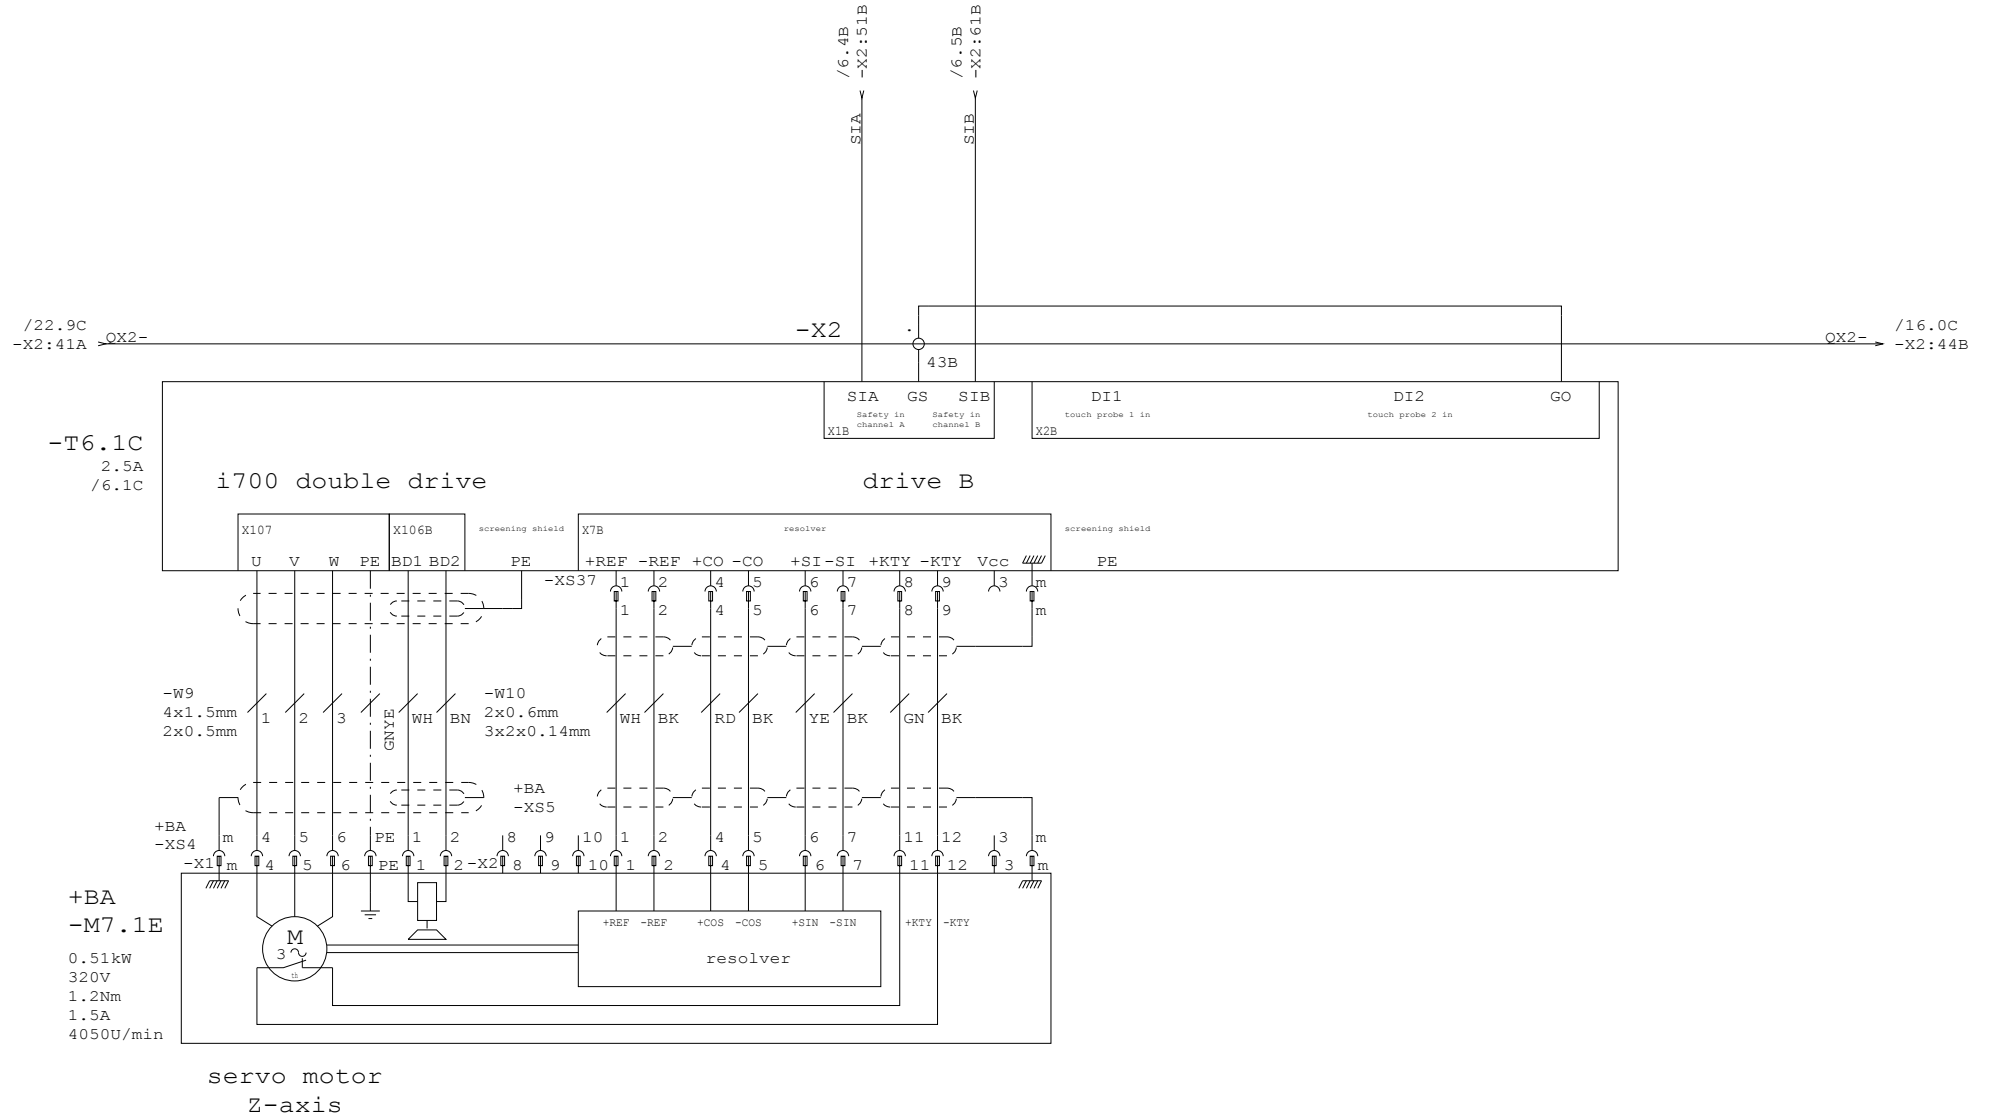 /6.4B
-X2:51B
/6.5B
-X2:61B
SIA
SIB
/22.9C
-X2:41A
QX2-
-X2
43B
QX2-
/16.0C
-X2:44B
SIA GS SIB
Safety in channel A
Safety in channel B
X1B
DI1 DI2 GO
touch probe 1 in
touch probe 2 in
X2B
-T6.1C
2.5A
/6.1C
i700 double drive
drive B
X107
X106B
screening shield
X7B
resolver
screening shield
U V W PE BD1 BD2 PE
+REF -REF +CO -CO +SI -SI +KTY -KTY Vcc
PE
-XS37
1 2 4 5 6 7 8 9 3 m
1 2 4 5 6 7 8 9 m
-W9
4x1.5mm
2x0.5mm
1 2 3 GNYE WH BN
-W10
2x0.6mm
3x2x0.14mm
WH BK RD BK YE BK GN BK
+BA
-XS5
+BA
-XS4
m 4 5 6 PE 1 2 8 9 10 1 2 4 5 6 7 11 12 3 m
-X1 m 4 5 6 PE 1 2 -X2 8 9 10 1 2 4 5 6 7 11 12 3 m
+BA
-M7.1E
0.51kW
320V
1.2Nm
1.5A
4050U/min
M
3
th
+REF -REF +COS -COS +SIN -SIN +KTY -KTY
resolver
servo motor
Z-axis